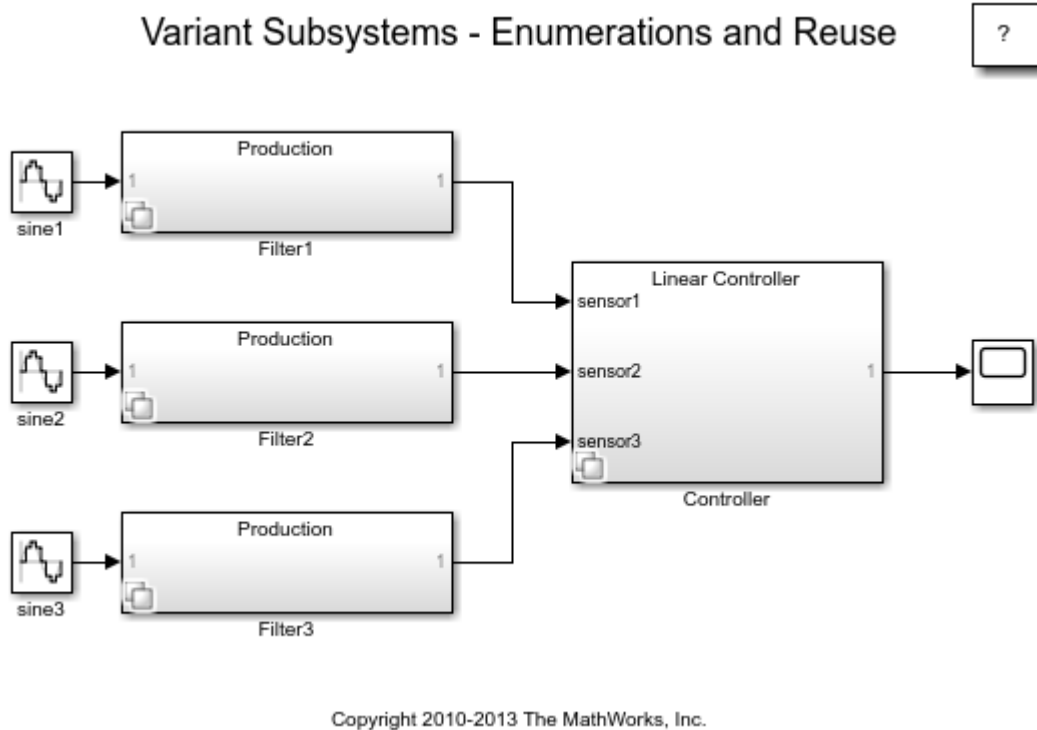 Variant Subsystems - Enumerations and Reuse
?
Production
1 1
sine1
Filter1
Linear Controller
sensor1
Production
1 1
sensor2
1
sine2
Filter2
sensor3
Controller
Production
1 1
sine3
Filter3
Copyright 2010-2013 The MathWorks, Inc.